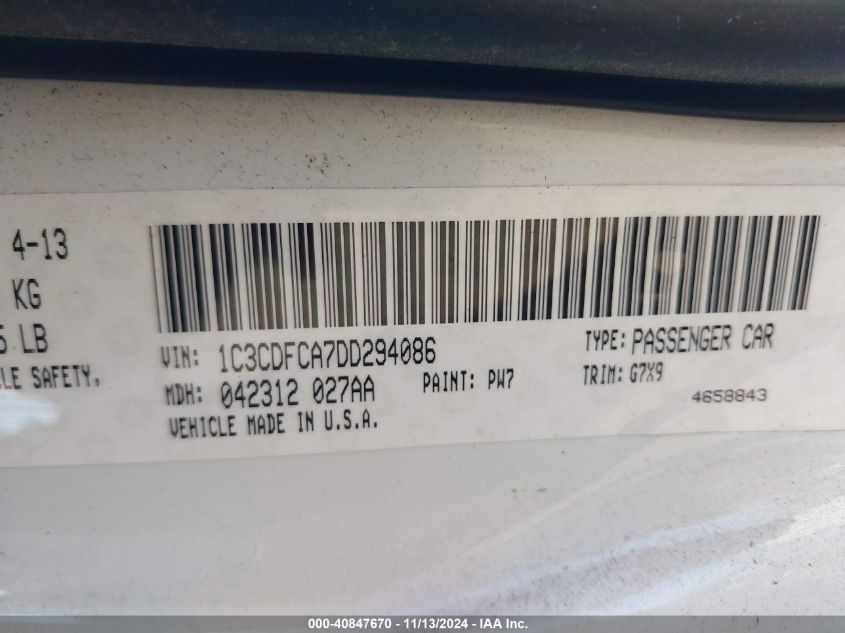 4-13
KG
LB
SAFETY.
VIN: 1C3CDFCA7DD294086
TYPE: PASSENGER CAR
MDH: 042312 027AA
PAINT: PW7
TRIM: G7X9
VEHICLE MADE IN U.S.A.
4658843
000-40847670 - 11/13/2024 - IAA Inc.